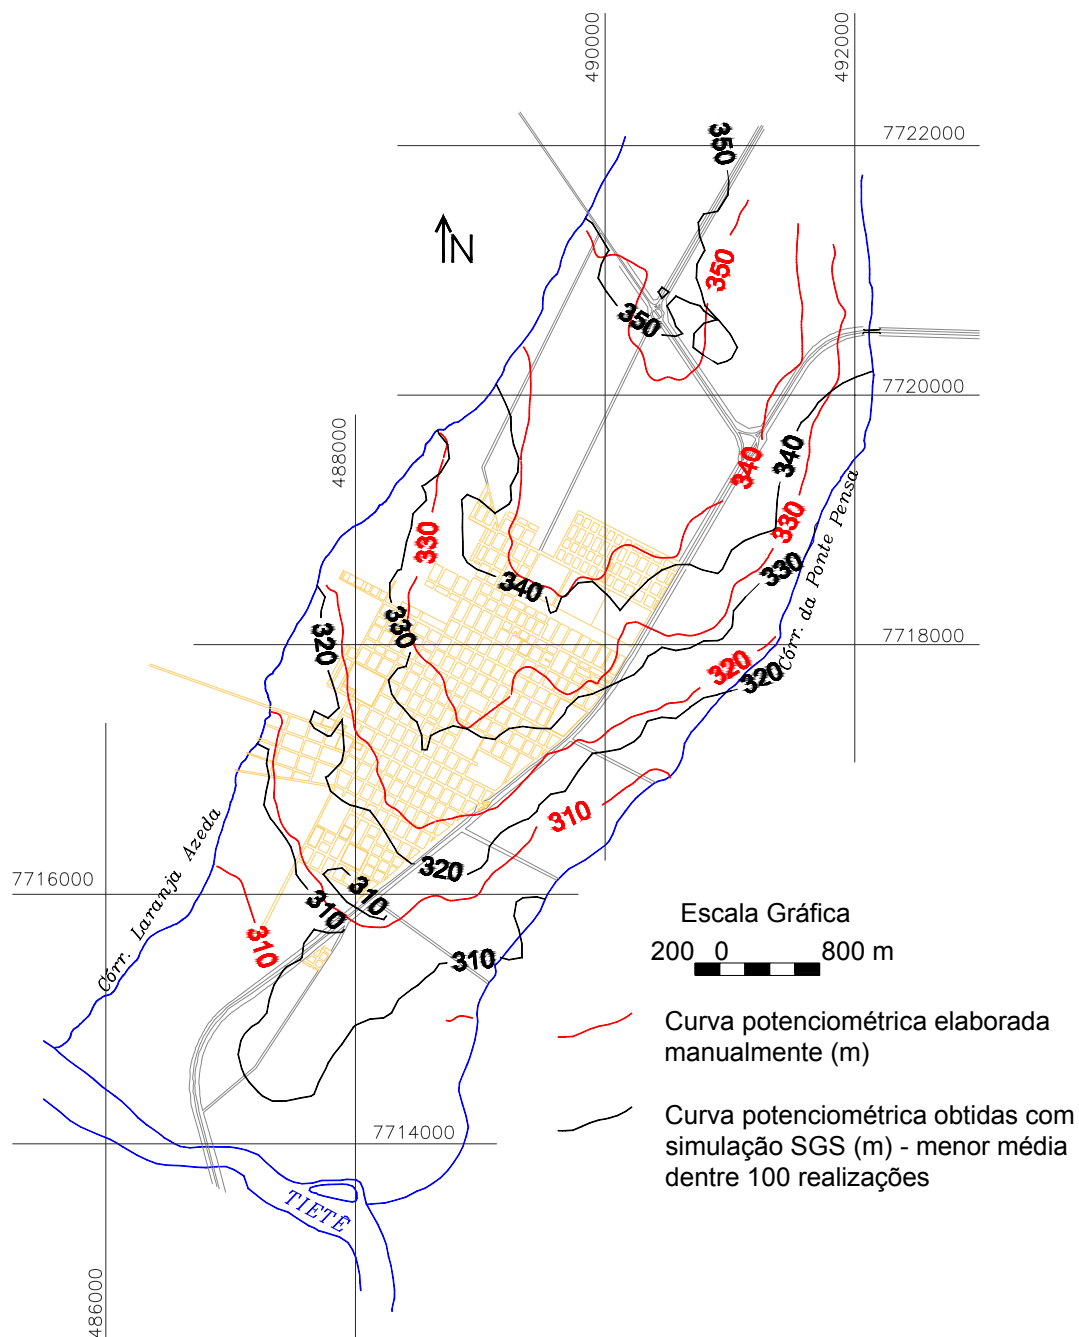 490000
492000
350
7722000
N
350
350
7720000
488000
340
340
330
330
Córr. da Ponte Pensa
330
340
330
320
7718000
320
320
310
Córr. Laranja Azeda
320
7716000
310
310
310
310
Escala Gráfica
200 0 800 m
Curva potenciométrica elaborada
manualmente (m)
Curva potenciométrica obtidas com
simulação SGS (m) - menor média
dentre 100 realizações
7714000
TIETÊ
486000